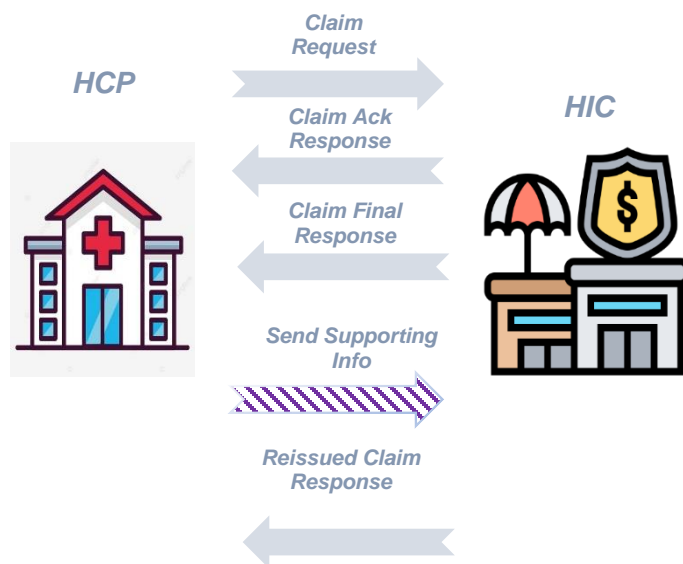 Claim
Request
HCP
HIC
Claim Ack
Response
Claim Final
Response
$
Send Supporting
Info
Reissued Claim
Response